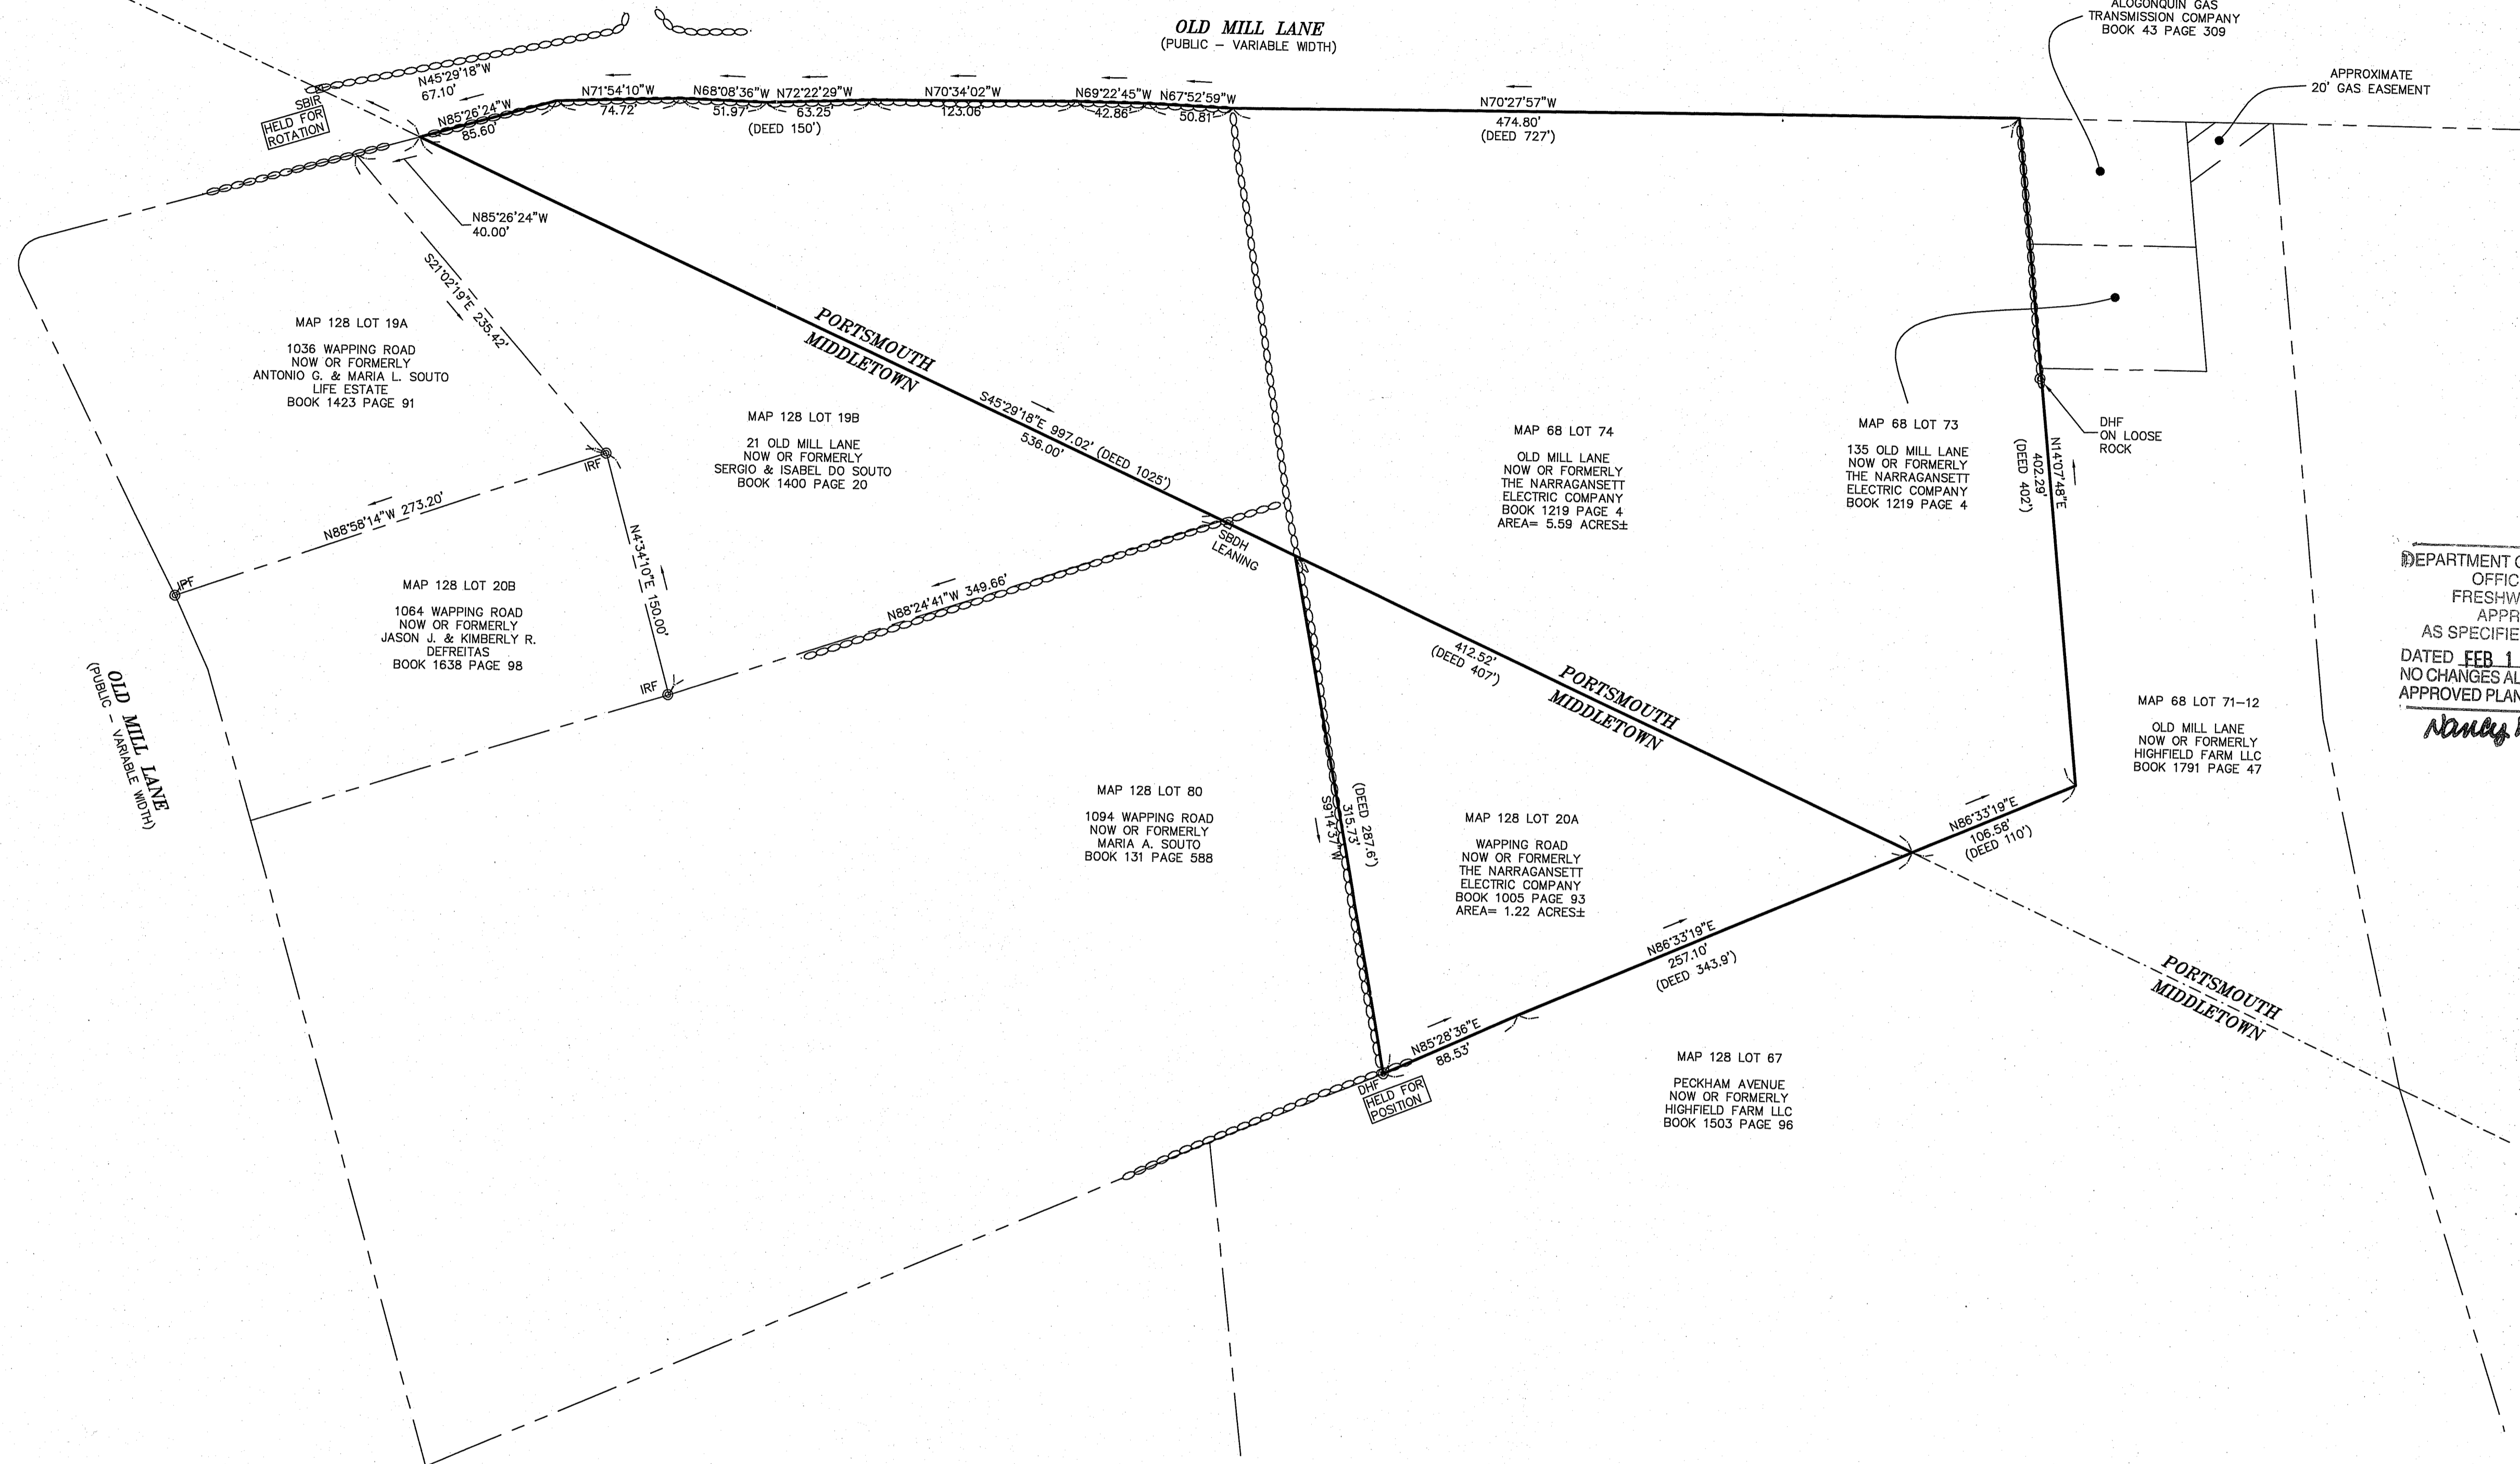 OLD MILL LANE
(PUBLIC – VARIABLE WIDTH)
ALOGONQUIN GAS
TRANSMISSION COMPANY
BOOK 43 PAGE 309
APPROXIMATE
20' GAS EASEMENT
N45°29'18"W
67.10'
SBIR
HELD FOR
ROTATION
N85°26'24"W
85.60'
N71°54'10"W
74.72'
N68°08'36"W
51.97'
N72°22'29"W
63.25'
(DEED 150')
N70°34'02"W
123.06'
N69°22'45"W
42.86'
N67°52'59"W
50.81'
N70°27'57"W
474.80'
(DEED 727')
N85°26'24"W
40.00'
S21°02'19"E 235.42'
MAP 128 LOT 19A
1036 WAPPING ROAD
NOW OR FORMERLY
ANTONIO G. & MARIA L. SOUTO
LIFE ESTATE
BOOK 1423 PAGE 91
PORTSMOUTH
MIDDLETOWN
MAP 128 LOT 19B
21 OLD MILL LANE
NOW OR FORMERLY
SERGIO & ISABEL DO SOUTO
BOOK 1400 PAGE 20
S45°29'18"E 997.02' (DEED 1025')
536.00'
MAP 68 LOT 74
OLD MILL LANE
NOW OR FORMERLY
THE NARRAGANSETT
ELECTRIC COMPANY
BOOK 1219 PAGE 4
AREA= 5.59 ACRES±
MAP 68 LOT 73
135 OLD MILL LANE
NOW OR FORMERLY
THE NARRAGANSETT
ELECTRIC COMPANY
BOOK 1219 PAGE 4
DHF
ON LOOSE
ROCK
N14°07'48"E
402.29'
(DEED 402')
IRF
N88°58'14"W 273.20'
IPF
N4°34'10"E 150.00'
SBDH
LEANING
MAP 128 LOT 20B
1064 WAPPING ROAD
NOW OR FORMERLY
JASON J. & KIMBERLY R.
DEFREITAS
BOOK 1638 PAGE 98
N88°24'41"W 349.66'
IRF
OLD MILL LANE
(PUBLIC – VARIABLE WIDTH)
412.52'
(DEED 407')
PORTSMOUTH
MIDDLETOWN
DEPARTMENT
OFFIC
FRESHW
APPR
AS SPECIFIE
DATED FEB 1
NO CHANGES AL
APPROVED PLAN
Nancy
MAP 68 LOT 71-12
OLD MILL LANE
NOW OR FORMERLY
HIGHFIELD FARM LLC
BOOK 1791 PAGE 47
MAP 128 LOT 80
1094 WAPPING ROAD
NOW OR FORMERLY
MARIA A. SOUTO
BOOK 131 PAGE 588
(DEED 287.6')
315.73'
S9°14'37"W
MAP 128 LOT 20A
WAPPING ROAD
NOW OR FORMERLY
THE NARRAGANSETT
ELECTRIC COMPANY
BOOK 1005 PAGE 93
AREA= 1.22 ACRES±
N86°33'19"E
106.58'
(DEED 110')
N86°33'19"E
257.10'
(DEED 343.9')
PORTSMOUTH
MIDDLETOWN
N85°28'36"E
88.53'
DHF
HELD FOR
POSITION
MAP 128 LOT 67
PECKHAM AVENUE
NOW OR FORMERLY
HIGHFIELD FARM LLC
BOOK 1503 PAGE 96